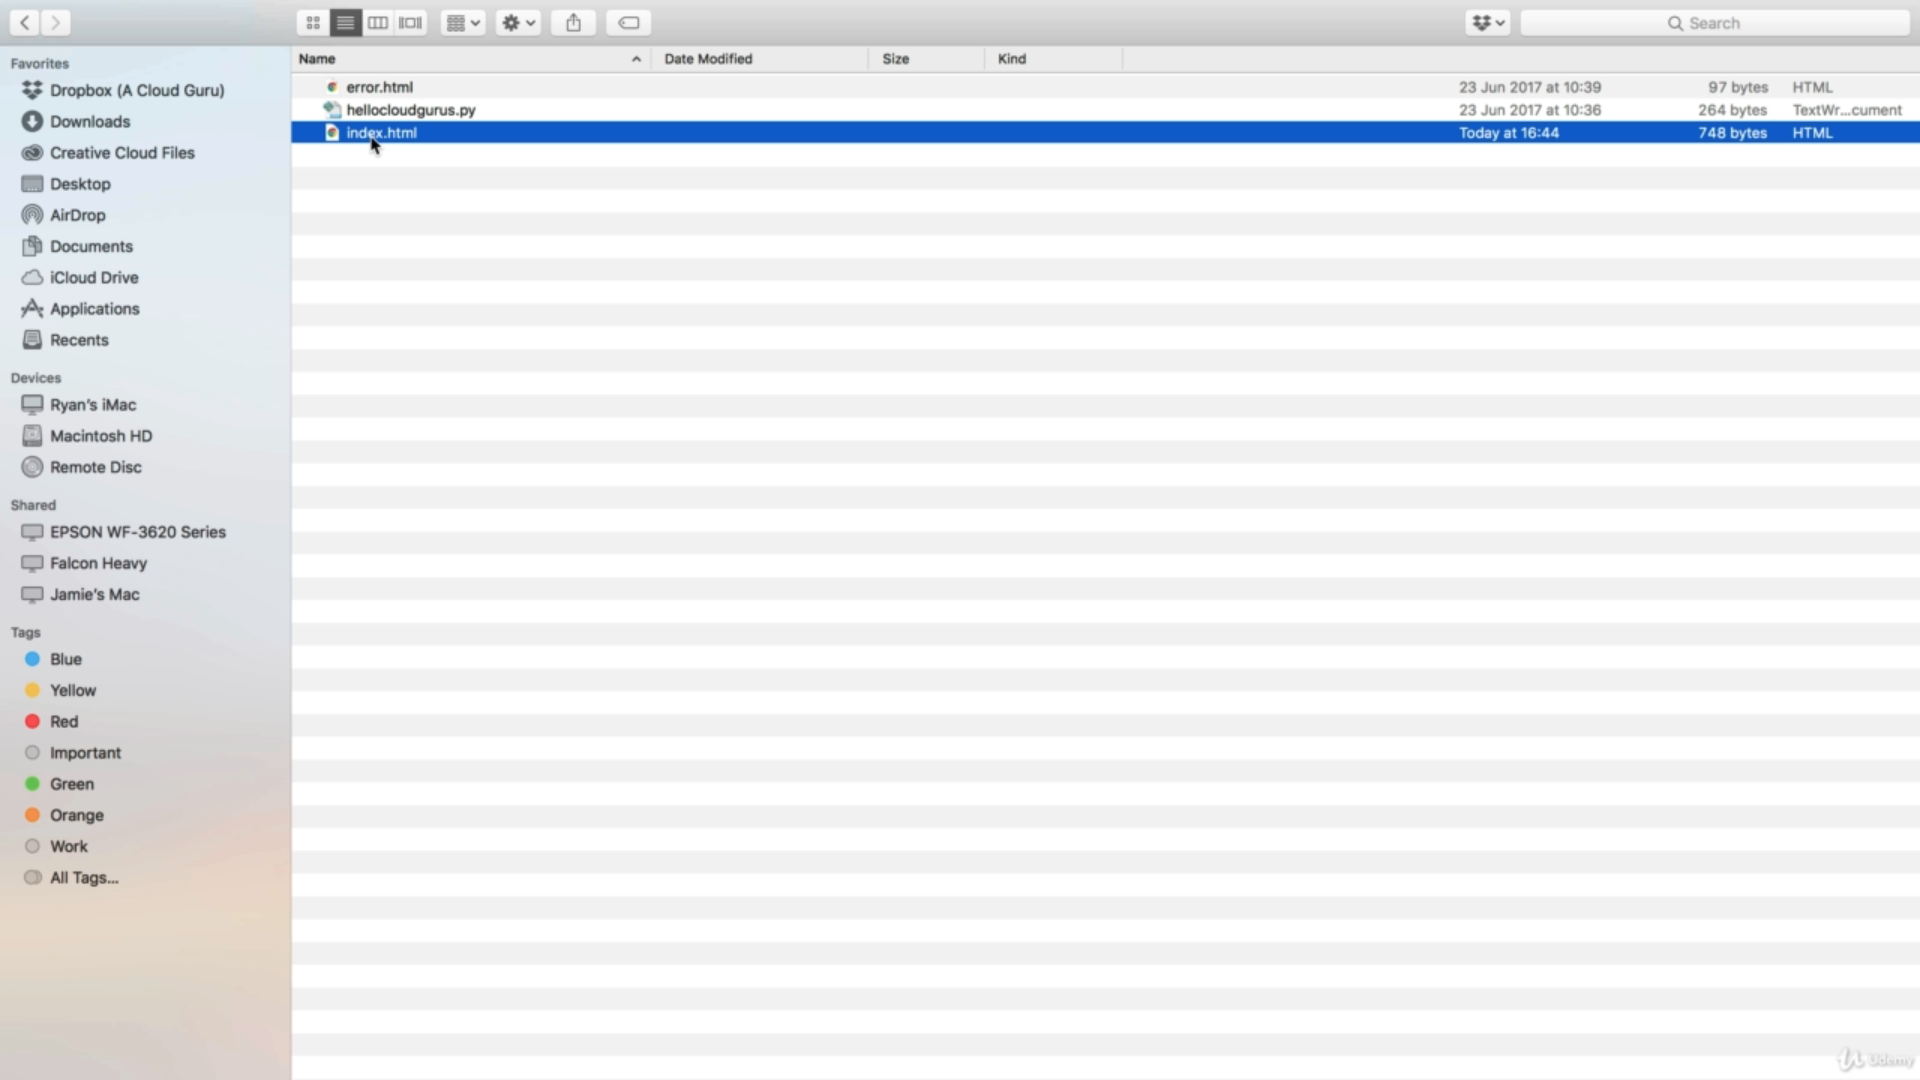 Search
Favorites
Dropbox (A Cloud Guru)
Downloads
Creative Cloud Files
Desktop
AirDrop
Documents
iCloud Drive
Applications
Recents
Devices
Ryan's iMac
Macintosh HD
Remote Disc
Shared
EPSON WF-3620 Series
Falcon Heavy
Jamie's Mac
Tags
Blue
Yellow
Red
Important
Green
Orange
Work
All Tags...
Name Date Modified Size Kind
error.html 23 Jun 2017 at 10:39 97 bytes HTML
hellocloudgurus.py 23 Jun 2017 at 10:36 264 bytes TextWr...cument
index.html Today at 16:44 748 bytes HTML
Udemy